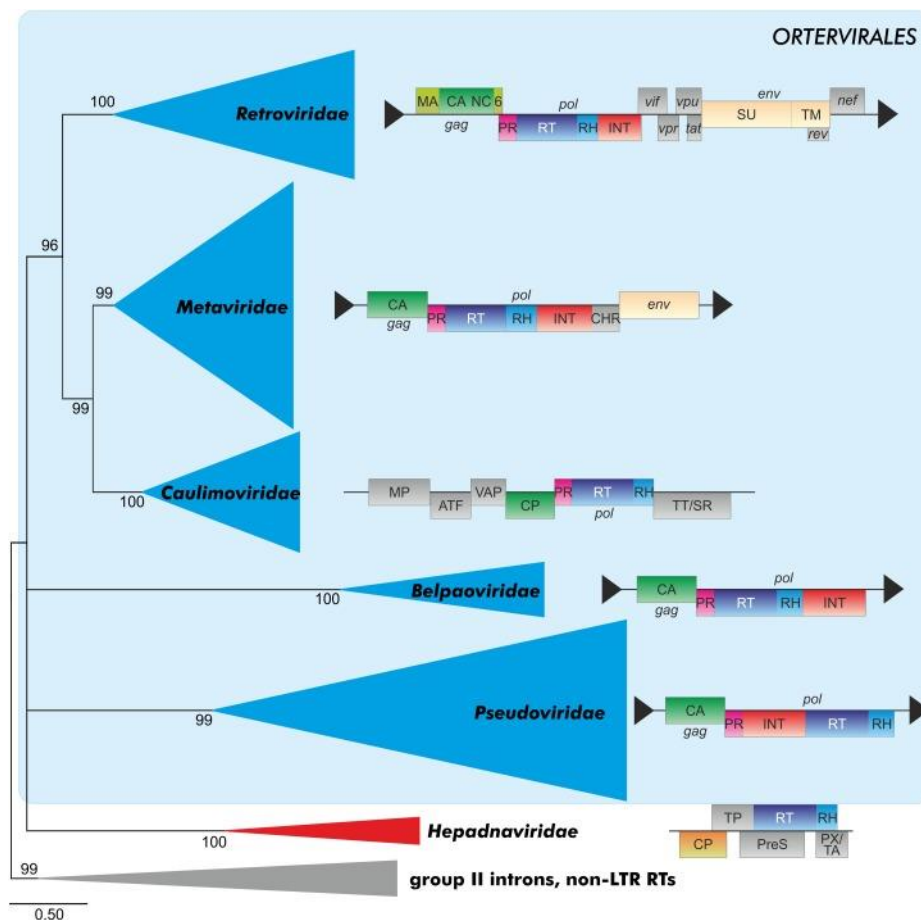 ORTERVIRALES
100
Retroviridae
MA CA NC 6
gag
pol
PR RT RH INT
vif vpu
vpr tat
env
SU TM
rev
nef
96
99
Metaviridae
CA
gag
pol
PR RT RH INT CHR
env
99
100
Caulimoviridae
MP ATF VAP CP PR RT RH TT/SR
pol
100
Belpaoviridae
CA
gag
pol
PR RT RH INT
99
Pseudoviridae
CA
gag
pol
PR INT RT RH
100
Hepadnaviridae
TP RT RH
CP PreS PX/
TA
99
group II introns, non-LTR RTs
0.50